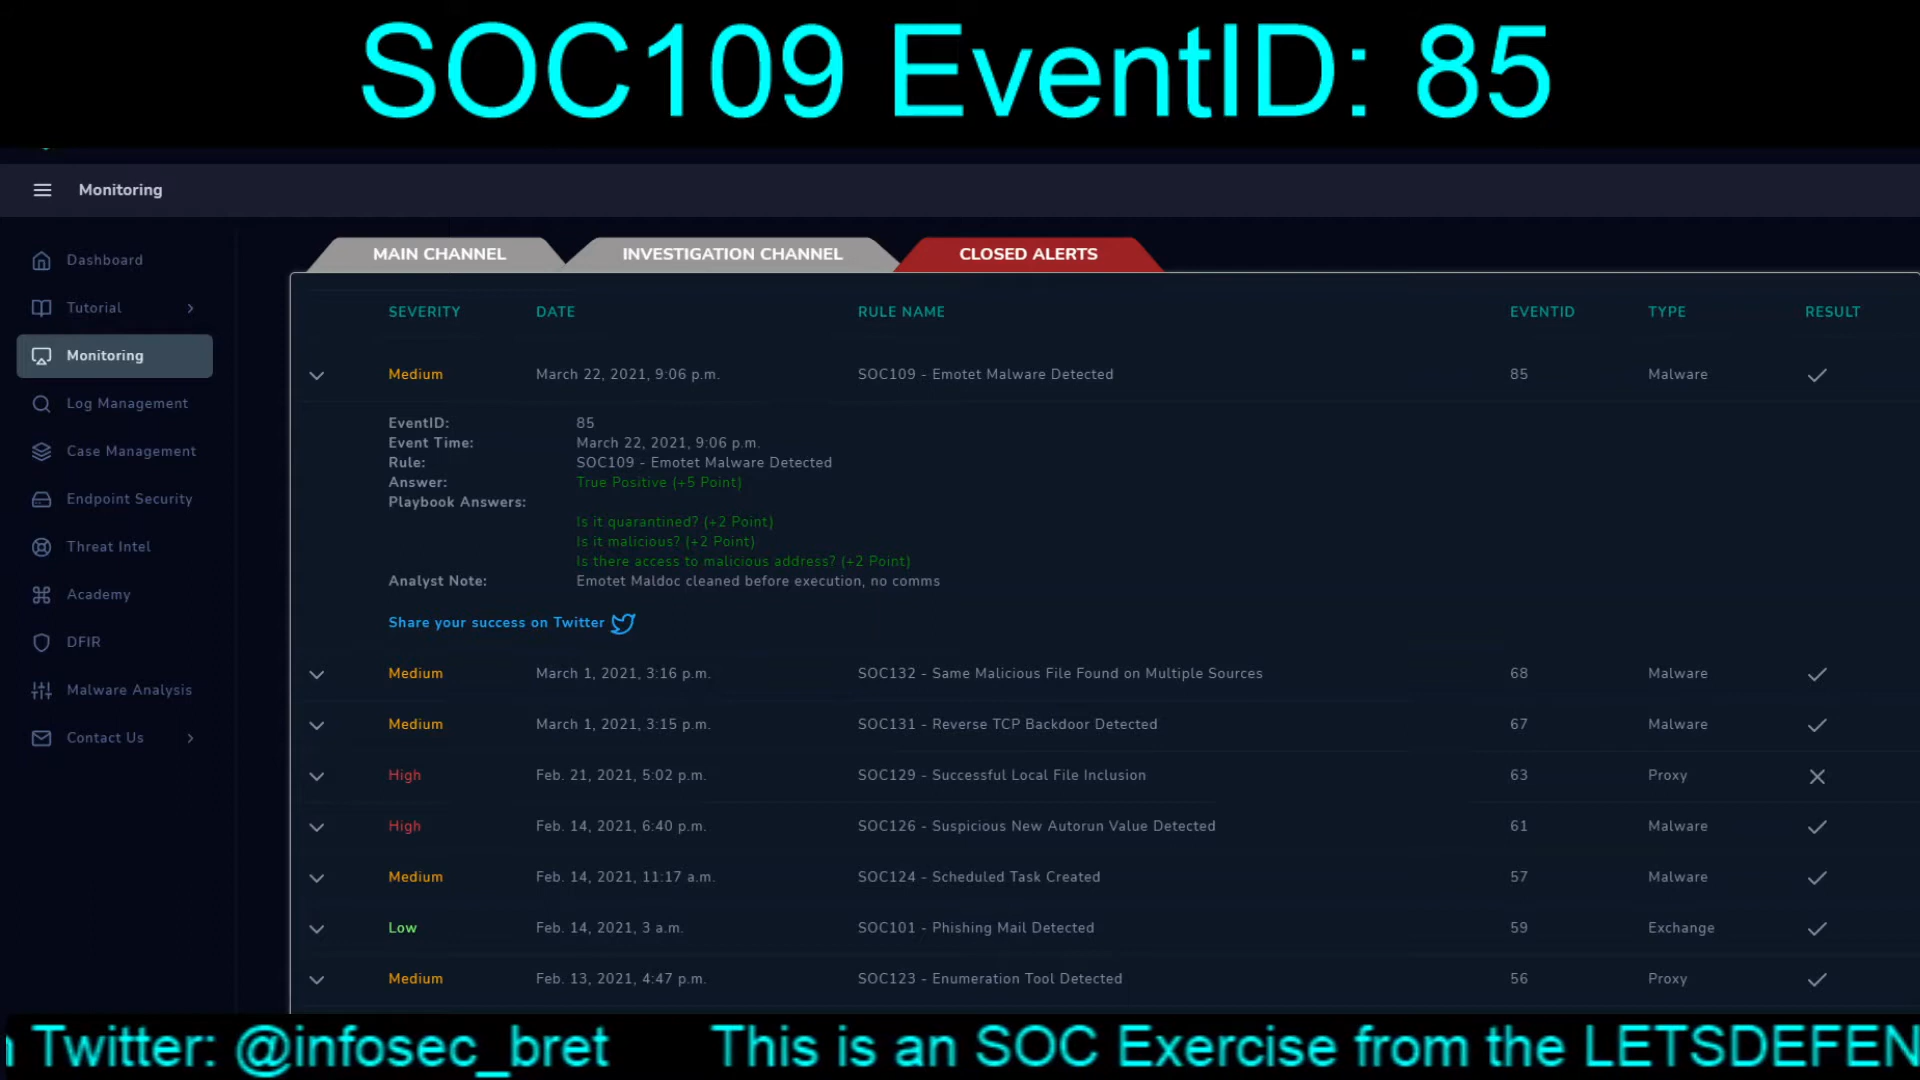 SOC109 EventID: 85
Monitoring
Dashboard
Tutorial
Monitoring
Log Management
Case Management
Endpoint Security
Threat Intel
Academy
DFIR
Malware Analysis
Contact Us
MAIN CHANNEL INVESTIGATION CHANNEL CLOSED ALERTS
SEVERITY DATE RULE NAME EVENTID TYPE RESULT
Medium March 22, 2021, 9:06 p.m. SOC109 - Emotet Malware Detected 85 Malware
EventID: 85
Event Time: March 22, 2021, 9:06 p.m.
Rule: SOC109 - Emotet Malware Detected
Answer: True Positive (+5 Point)
Playbook Answers:
Is it quarantined? (+2 Point)
Is it malicious? (+2 Point)
Is there access to malicious address? (+2 Point)
Analyst Note: Emotet Maldoc cleaned before execution, no comms
Share your success on Twitter
Medium March 1, 2021, 3:16 p.m. SOC132 - Same Malicious File Found on Multiple Sources 68 Malware
Medium March 1, 2021, 3:15 p.m. SOC131 - Reverse TCP Backdoor Detected 67 Malware
High Feb. 21, 2021, 5:02 p.m. SOC129 - Successful Local File Inclusion 63 Proxy
High Feb. 14, 2021, 6:40 p.m. SOC126 - Suspicious New Autorun Value Detected 61 Malware
Medium Feb. 14, 2021, 11:17 a.m. SOC124 - Scheduled Task Created 57 Malware
Low Feb. 14, 2021, 3 a.m. SOC101 - Phishing Mail Detected 59 Exchange
Medium Feb. 13, 2021, 4:47 p.m. SOC123 - Enumeration Tool Detected 56 Proxy
Twitter: @infosec_bret This is an SOC Exercise from the LETSDEFEN